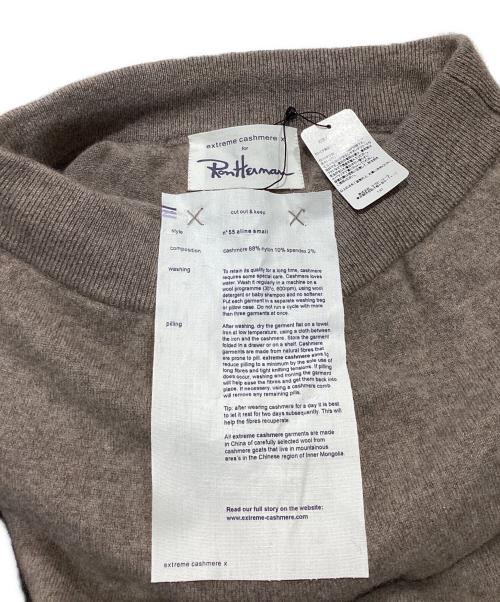 extreme cashmere x
for
Ron Herman
cut out & keep
style n°55 aline small
composition cashmere 88% nylon 10% spandex 2%
washing To retain its quality for a long time, cashmere
requires some special care. Cashmere loves
water. Wash it regularly in a machine on a
wool programme (30°c, 600rpm), using wool
detergent or baby shampoo and no softener.
Put each garment in a separate washing bag
or pillow case. Do not run a cycle with more
than three garments at once.
pilling After washing, dry the garment flat on a towel.
Iron at low temperature, using a cloth between
the iron and the cashmere. Store the garment
folded in a drawer or on a shelf. Cashmere
garments are made from natural fibres that
are prone to pill. extreme cashmere aims to
reduce pilling to a minimum by the sole use of
long fibres and tight knitting tensions. If pilling
does occur, washing and ironing the garment
will help ease the fibres and get them back into
place. If necessary, using a cashmere comb
will remove any remaining pills.
Tip: after wearing cashmere for a day it is best
to let it rest for two days subsequently. This will
help the fibres recuperate.
All extreme cashmere garments are made
in China of carefully selected wool from
cashmere goats that live in mountainous
area's in the Chinese region of Inner Mongolia.
Read our full story on the website:
www.extreme-cashmere.com
extreme cashmere x